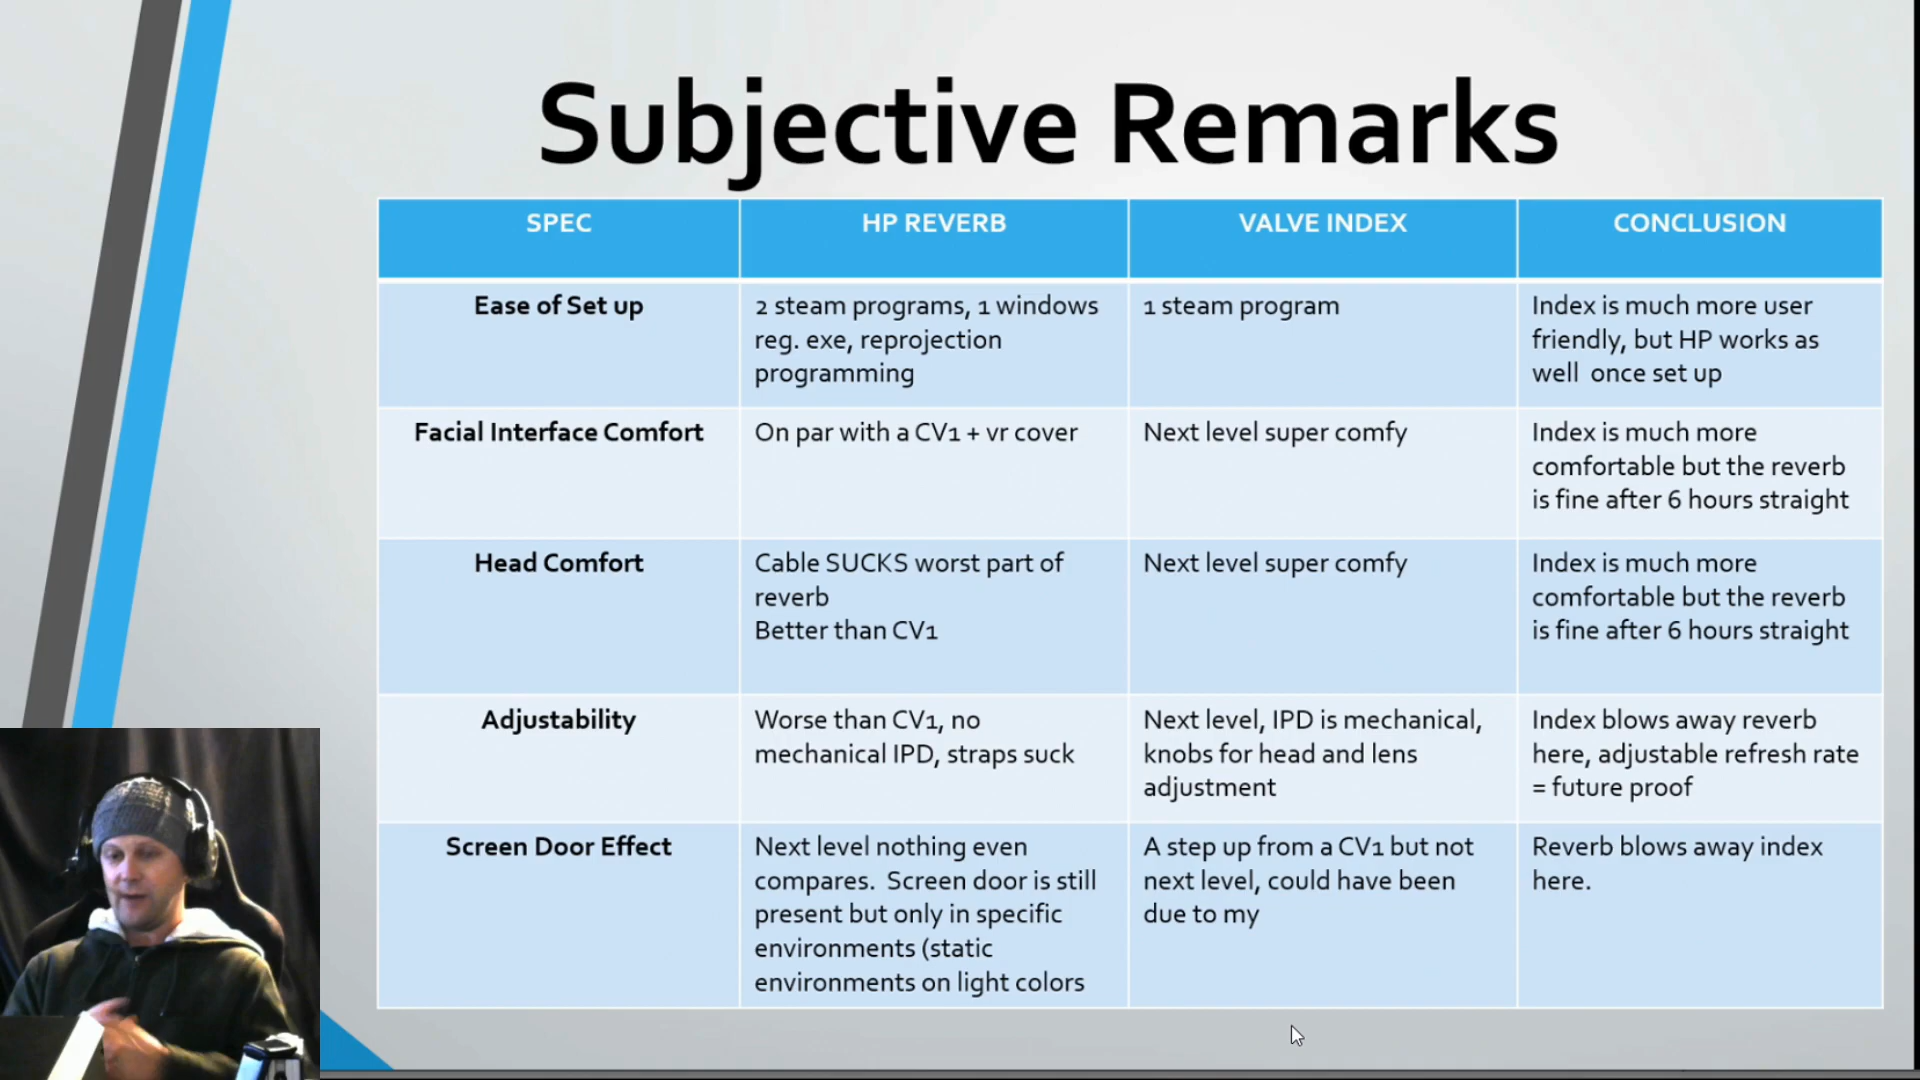 Subjective Remarks
SPEC
HP REVERB
VALVE INDEX
CONCLUSION
Ease of Set up
2 steam programs, 1 windows
reg. exe, reprojection
programming
1 steam program
Index is much more user
friendly, but HP works as
well  once set up
Facial Interface Comfort
On par with a CV1 + vr cover
Next level super comfy
Index is much more
comfortable but the reverb
is fine after 6 hours straight
Head Comfort
Cable SUCKS worst part of
reverb
Better than CV1
Next level super comfy
Index is much more
comfortable but the reverb
is fine after 6 hours straight
Adjustability
Worse than CV1, no
mechanical IPD, straps suck
Next level, IPD is mechanical,
knobs for head and lens
adjustment
Index blows away reverb
here, adjustable refresh rate
= future proof
Screen Door Effect
Next level nothing even
compares.  Screen door is still
present but only in specific
environments (static
environments on light colors
A step up from a CV1 but not
next level, could have been
due to my
Reverb blows away index
here.